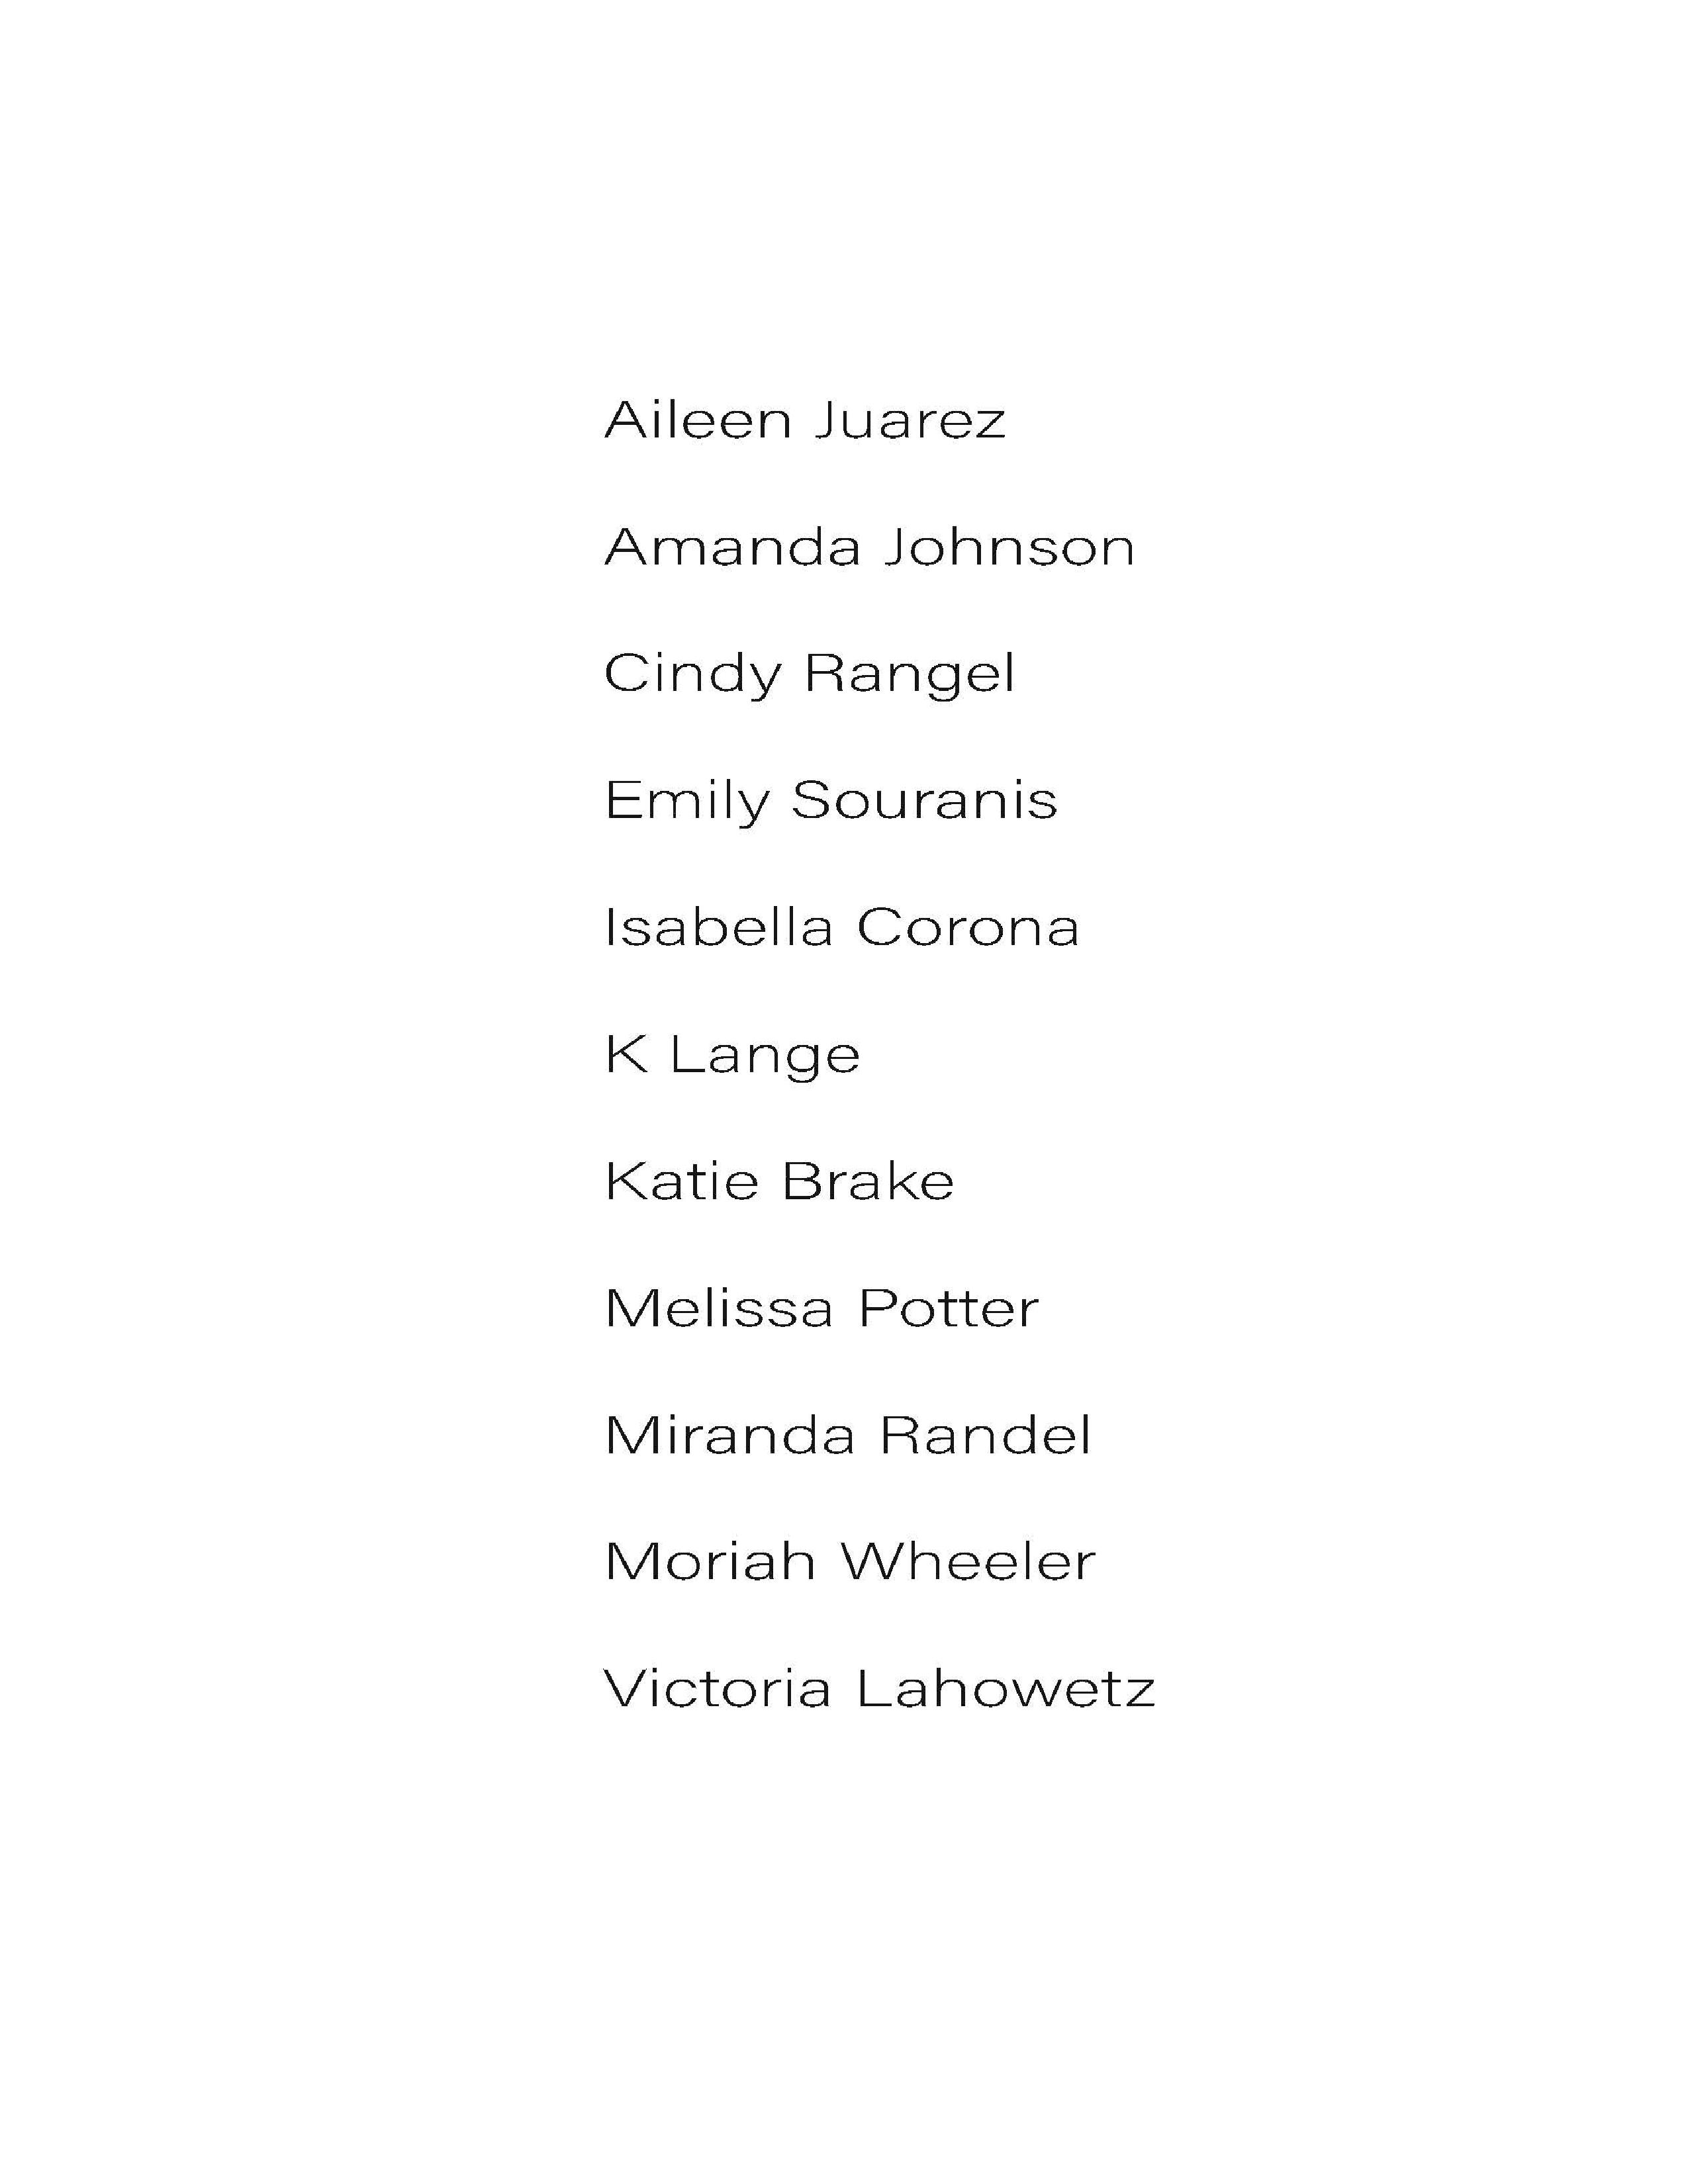 Aileen Juarez
Amanda Johnson
Cindy Rangel
Emily Souranis
Isabella Corona
K Lange
Katie Brake
Melissa Potter
Miranda Randel
Moriah Wheeler
Victoria Lahowetz